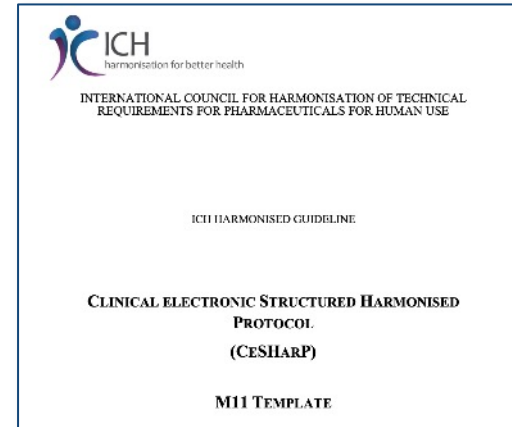 ICH
harmonisation for better health
INTERNATIONAL COUNCIL FOR HARMONISATION OF TECHNICAL
REQUIREMENTS FOR PHARMACEUTICALS FOR HUMAN USE
ICH HARMONISED GUIDELINE
CLINICAL ELECTRONIC STRUCTURED HARMONISED
PROTOCOL
(CESHARP)
M11 TEMPLATE